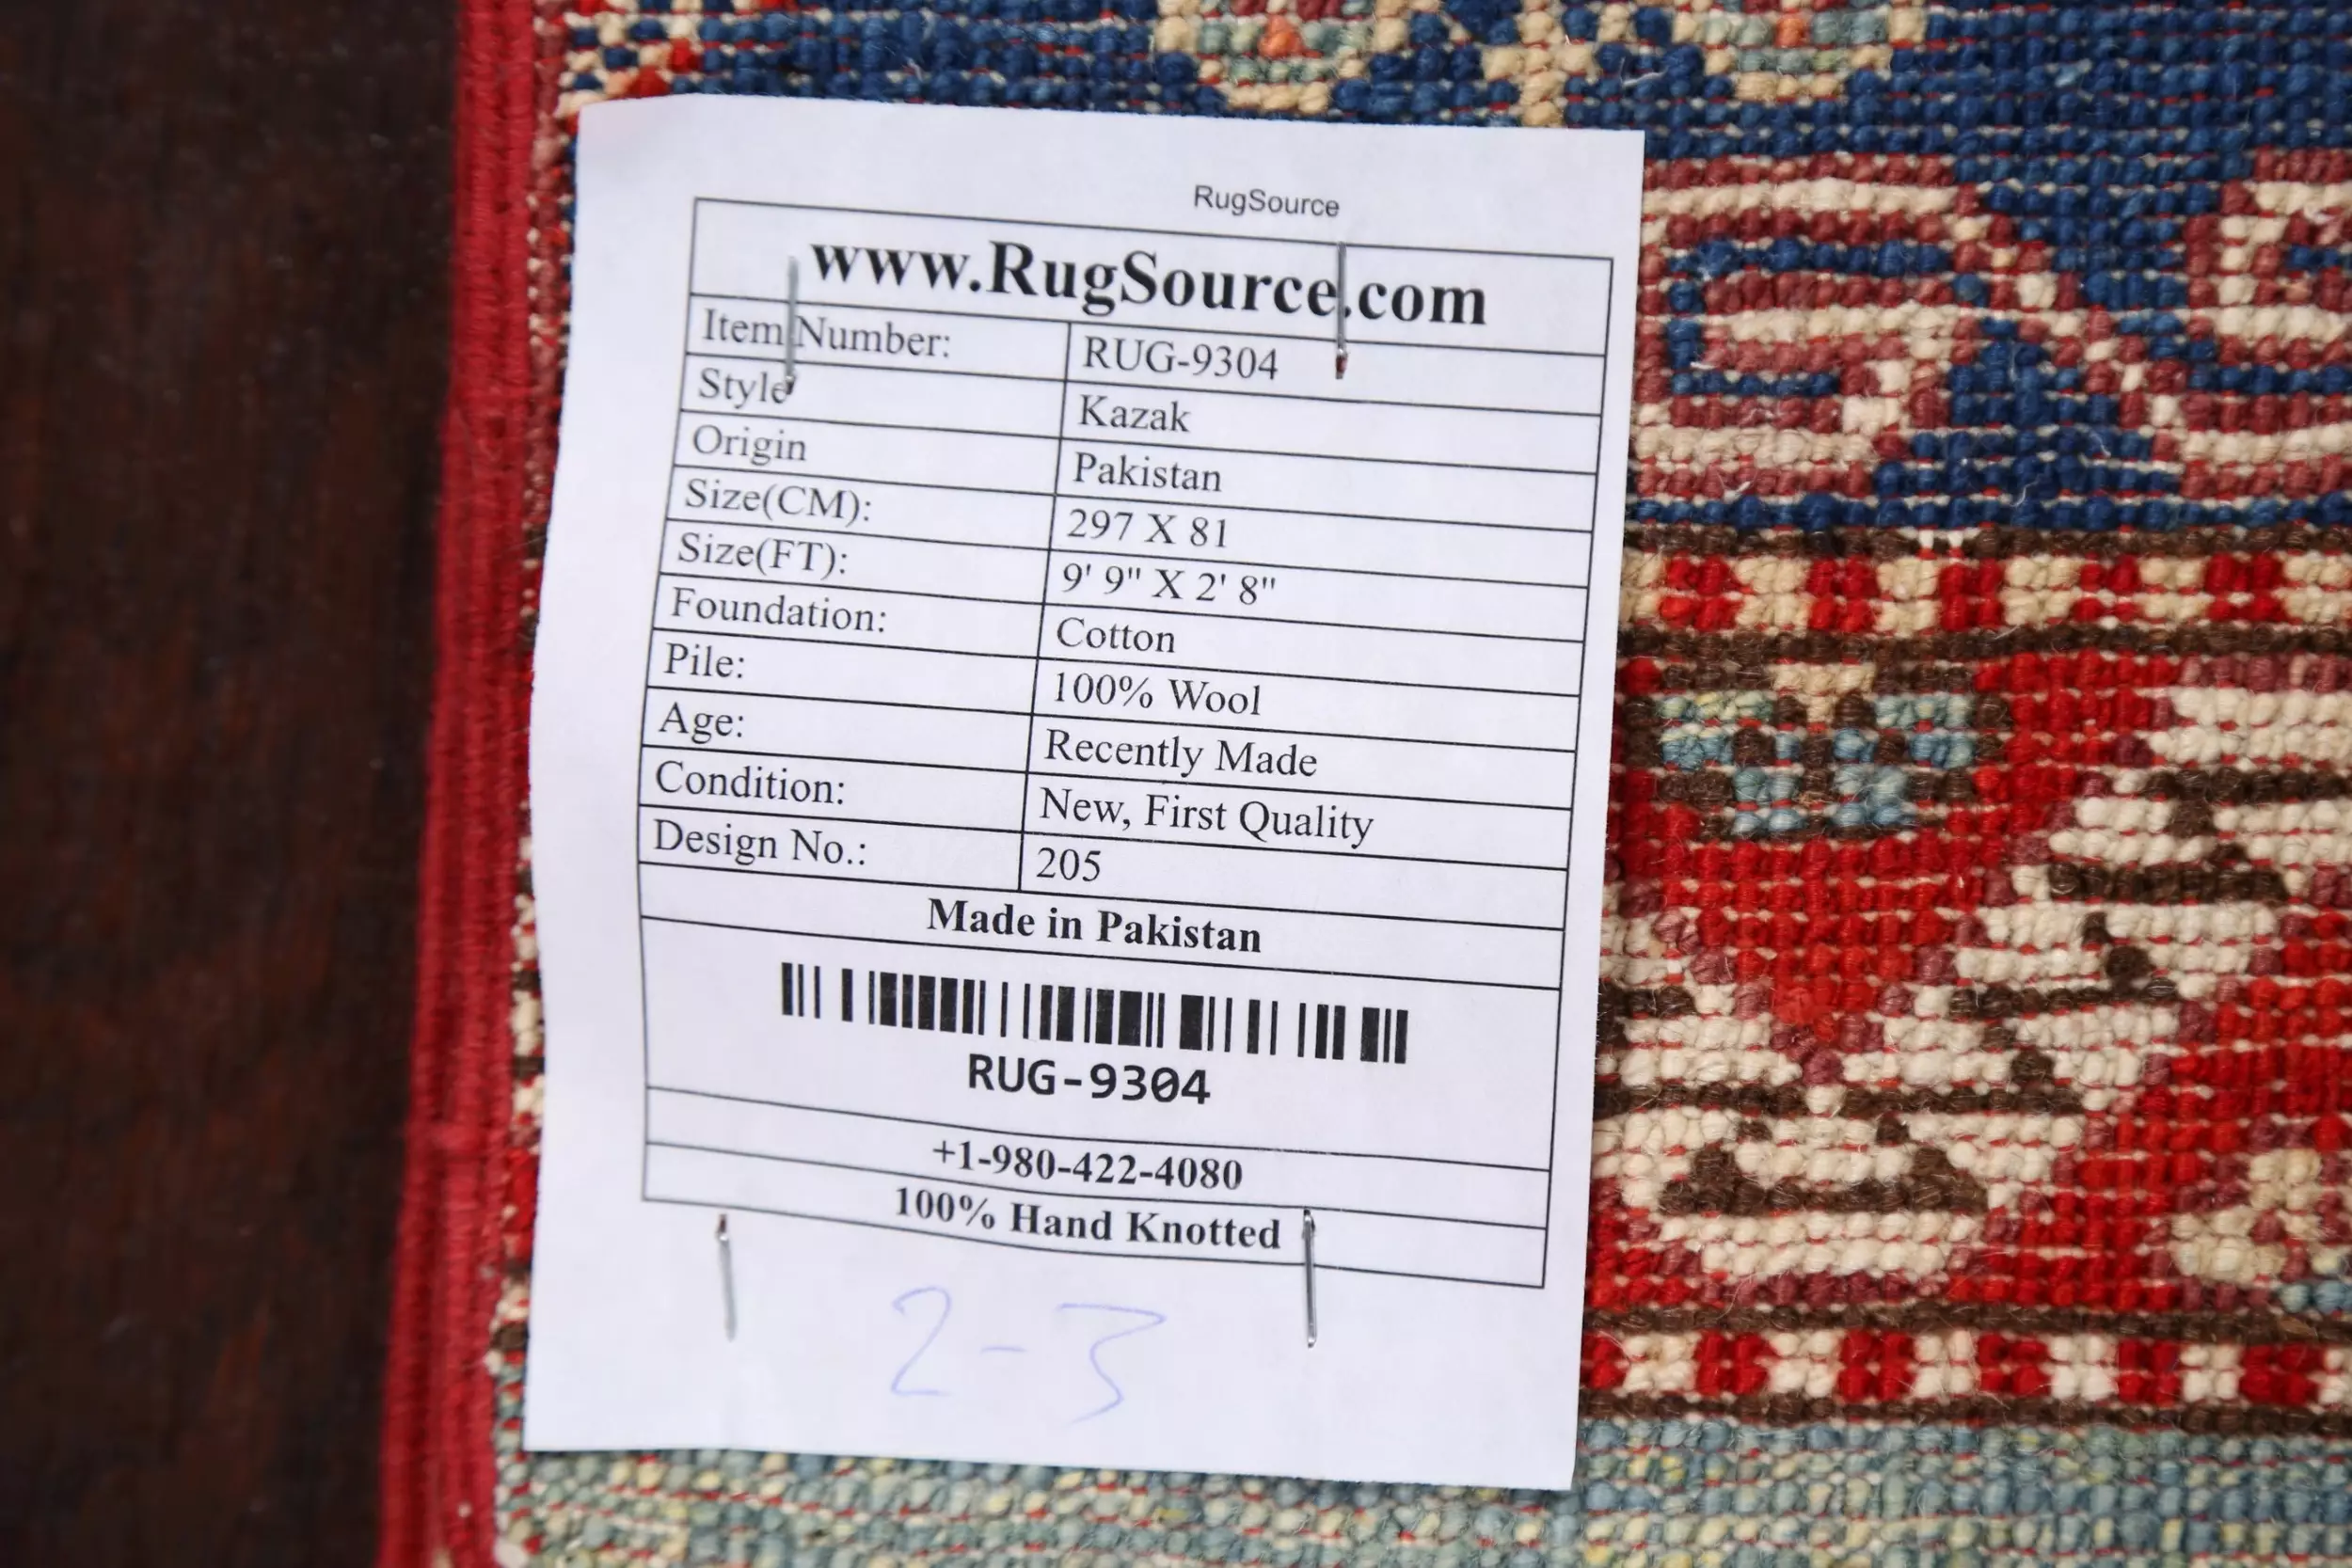 RugSource
www.RugSource.com
Item Number: RUG-9304
Style Kazak
Origin Pakistan
Size(CM): 297 X 81
Size(FT): 9' 9" X 2' 8"
Foundation: Cotton
Pile: 100% Wool
Age: Recently Made
Condition: New, First Quality
Design No.: 205
Made in Pakistan
RUG-9304
+1-980-422-4080
100% Hand Knotted
2-3